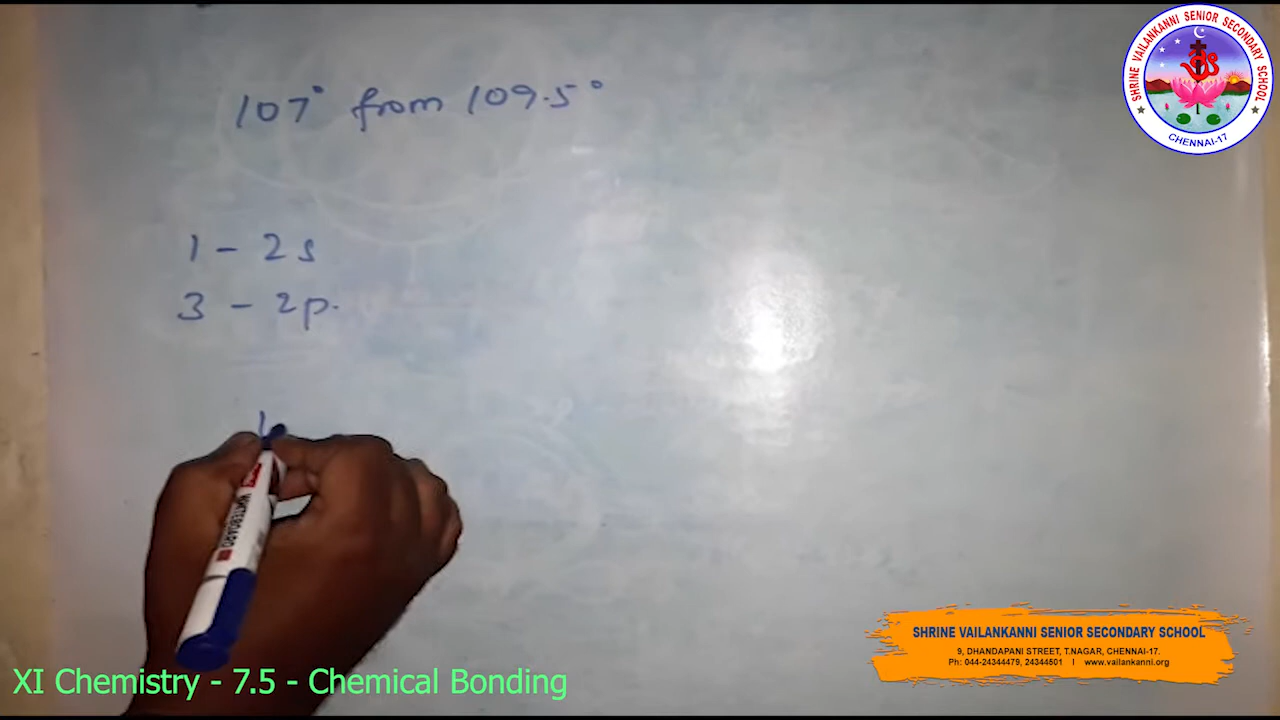 107° from 109.5°
1 - 2s
3 - 2p.
SHRINE VAILANKANNI SENIOR SECONDARY SCHOOL
CHENNAI-17
WHITEBOARD
SHRINE VAILANKANNI SENIOR SECONDARY SCHOOL
9, DHANDAPANI STREET, T.NAGAR, CHENNAI-17.
Ph: 044-24344479, 24344501 I www.vailankanni.org
XI Chemistry - 7.5 - Chemical Bonding